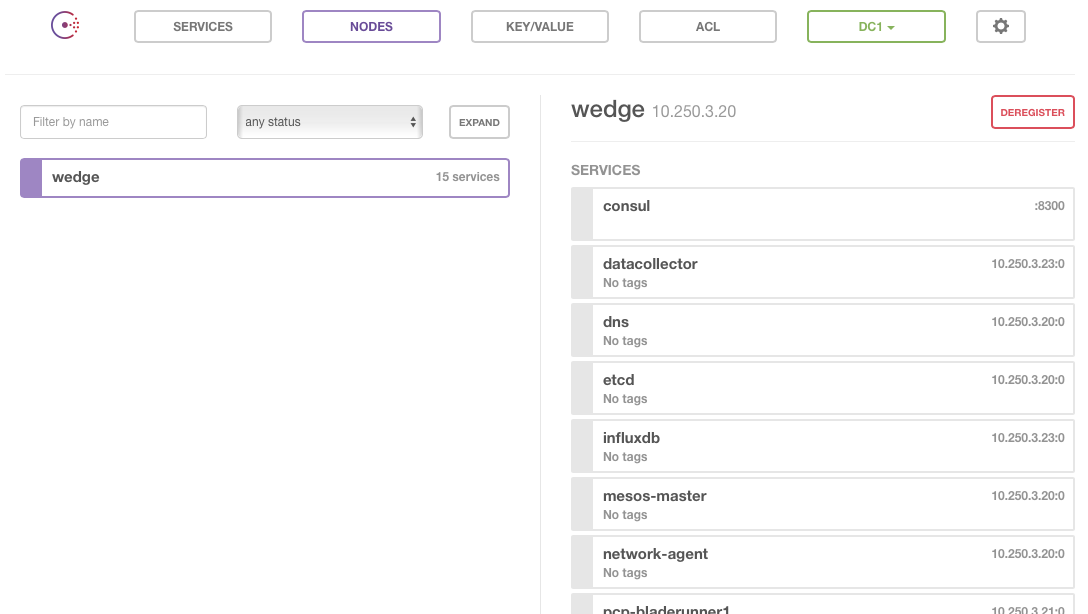 SERVICES
NODES
KEY/VALUE
ACL
DC1
Filter by name
any status
EXPAND
wedge
15 services
wedge 10.250.3.20
DEREGISTER
SERVICES
consul
:8300
datacollector
10.250.3.23:0
No tags
dns
10.250.3.20:0
No tags
etcd
10.250.3.20:0
No tags
influxdb
10.250.3.23:0
No tags
mesos-master
10.250.3.20:0
No tags
network-agent
10.250.3.20:0
No tags
pcp-bladerunner1
10.250.3.21:0